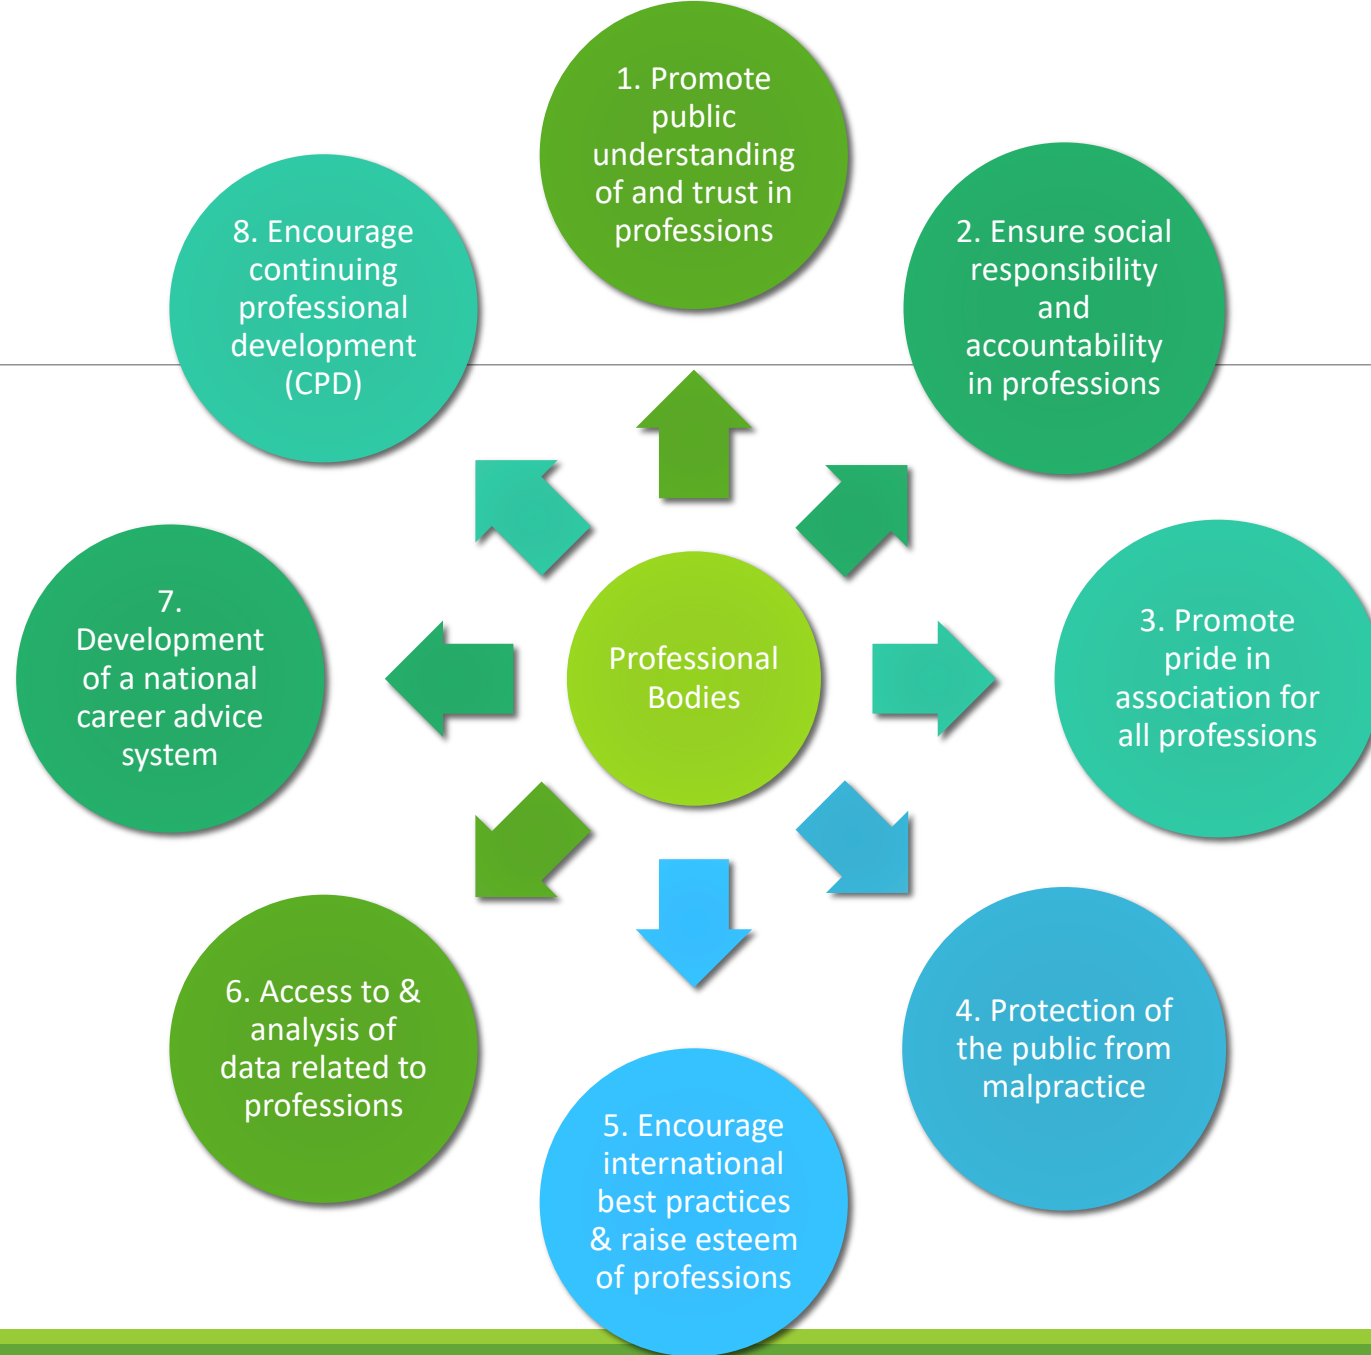 1. Promote
public
understanding
of and trust in
professions
2. Ensure social
responsibility
and
accountability
in professions
3. Promote
pride in
association for
all professions
4. Protection of
the public from
malpractice
5. Encourage
international
best practices
& raise esteem
of professions
6. Access to &
analysis of
data related to
professions
7.
Development
of a national
career advice
system
8. Encourage
continuing
professional
development
(CPD)
Professional
Bodies